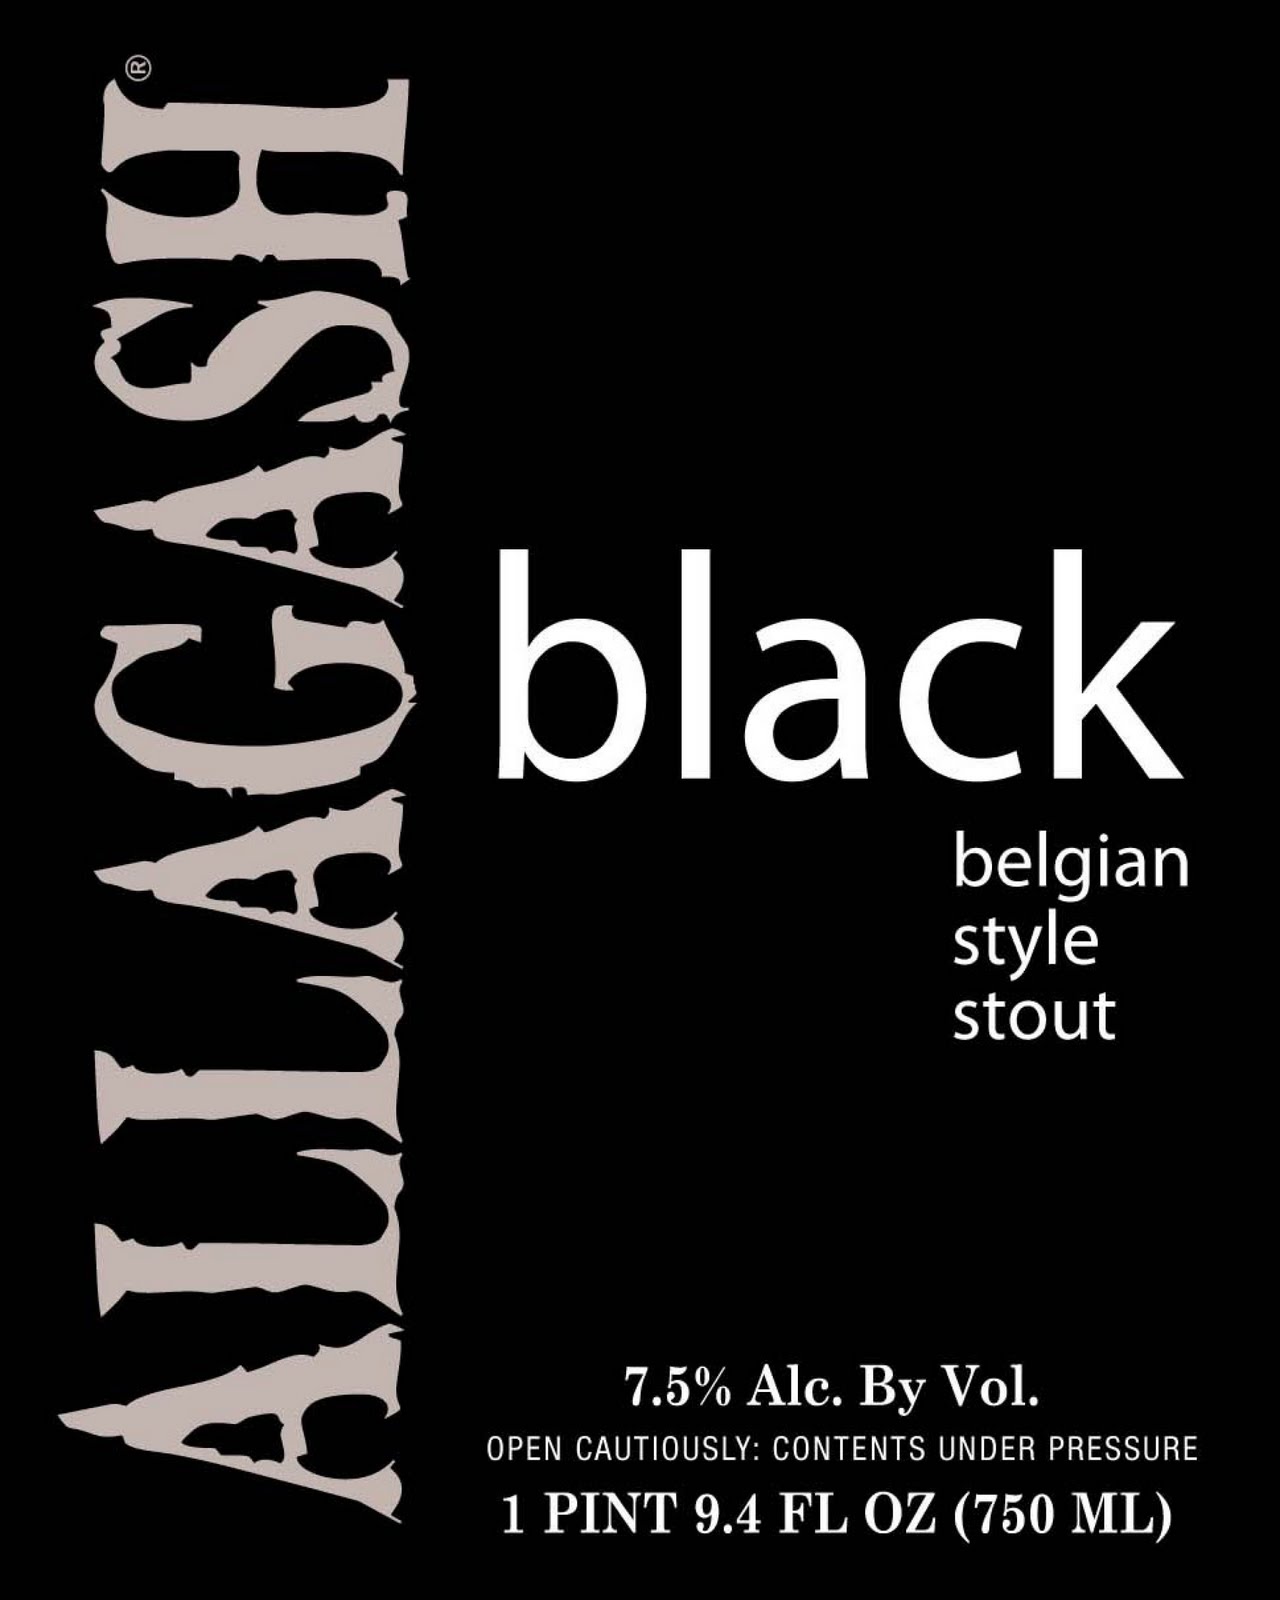 ALLAGASH®
black
belgian
style
stout
7.5% Alc. By Vol.
OPEN CAUTIOUSLY: CONTENTS UNDER PRESSURE
1 PINT 9.4 FL OZ (750 ML)